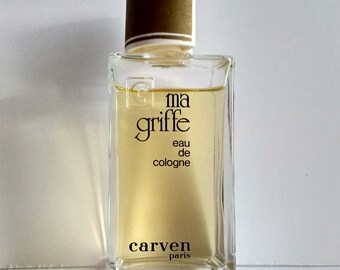 ma
griffe
eau
de
cologne
carven
paris